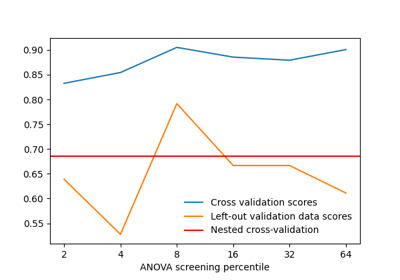 0.90
0.85
0.80
0.75
0.70
0.65
0.60
0.55
Cross validation scores
Left-out validation data scores
Nested cross-validation
2 4 8 16 32 64
ANOVA screening percentile